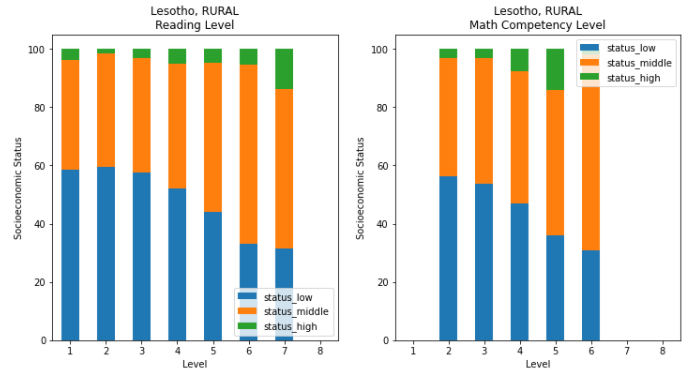 Lesotho, RURAL
Reading Level
100
80
60
40
20
0
Socioeconomic Status
status_low
status_middle
status_high
1 2 3 4 5 6 7 8
Level
Lesotho, RURAL
Math Competency Level
100
80
60
40
20
0
Socioeconomic Status
status_low
status_middle
status_high
1 2 3 4 5 6 7 8
Level